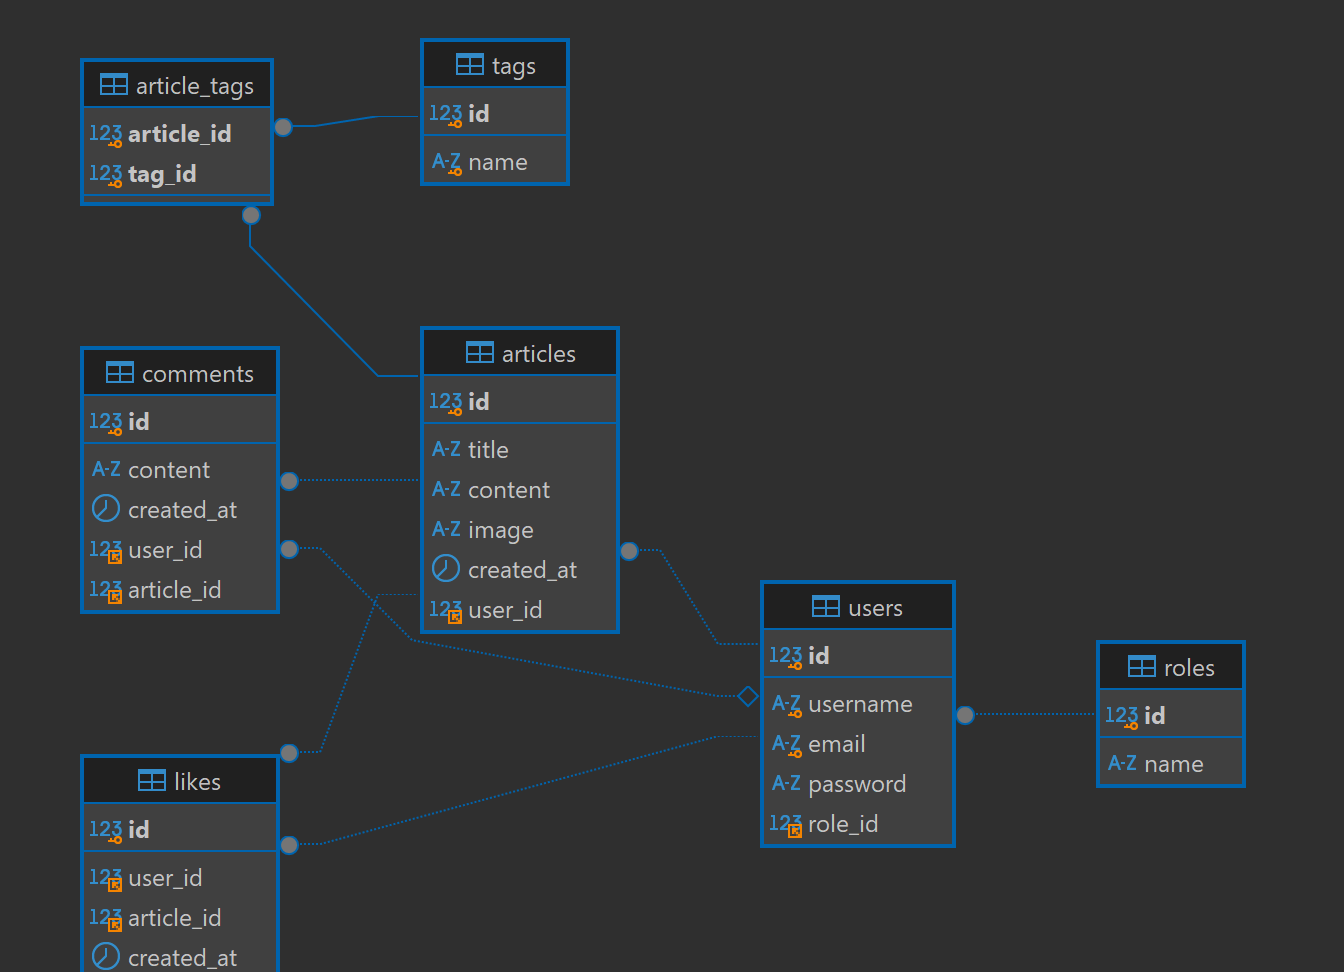 article_tags
123 article_id
123 tag_id
tags
123 id
A-Z name
comments
123 id
A-Z content
created_at
123 user_id
123 article_id
articles
123 id
A-Z title
A-Z content
A-Z image
created_at
123 user_id
users
123 id
A-Z username
A-Z email
A-Z password
123 role_id
roles
123 id
A-Z name
likes
123 id
123 user_id
123 article_id
created_at